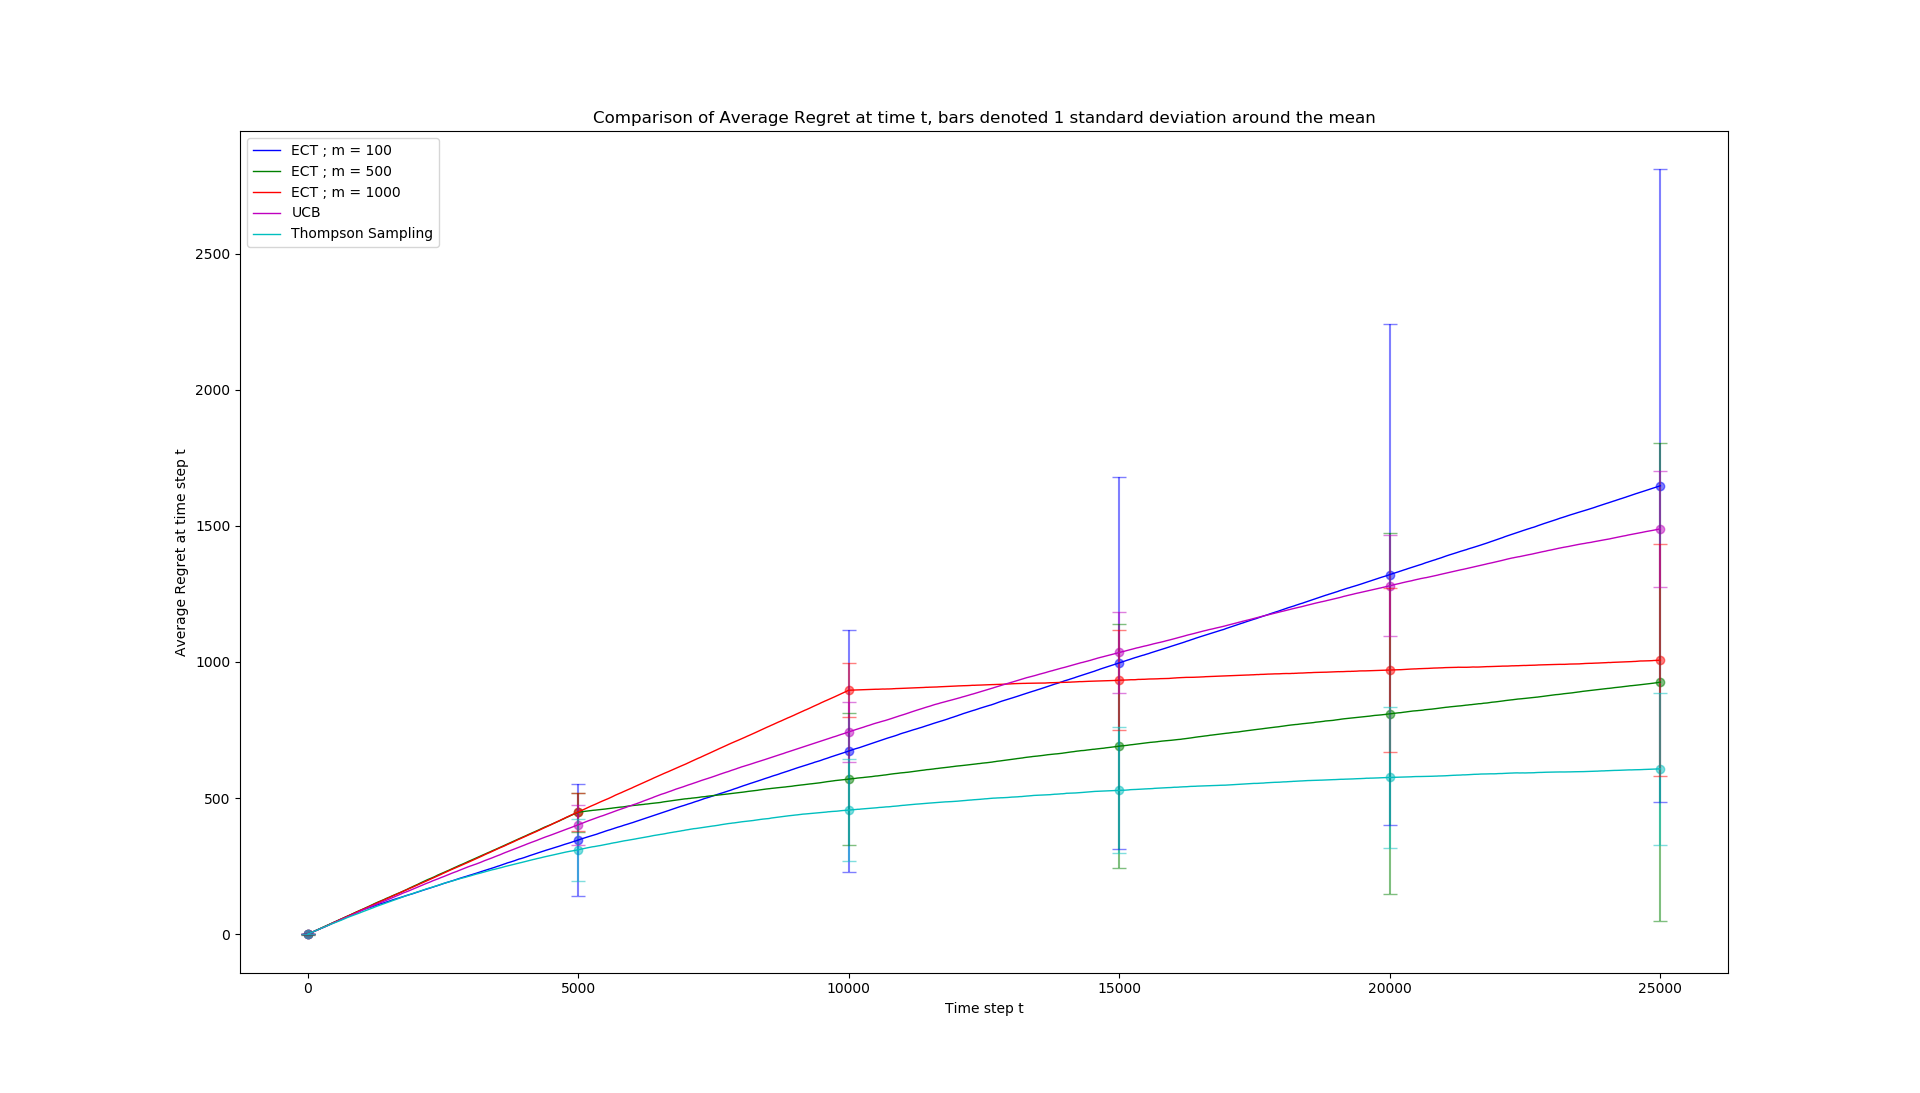 Comparison of Average Regret at time t, bars denoted 1 standard deviation around the mean
ECT ; m = 100
ECT ; m = 500
ECT ; m = 1000
UCB
Thompson Sampling
2500
2000
1500
1000
500
0
Average Regret at time step t
0 5000 10000 15000 20000 25000
Time step t